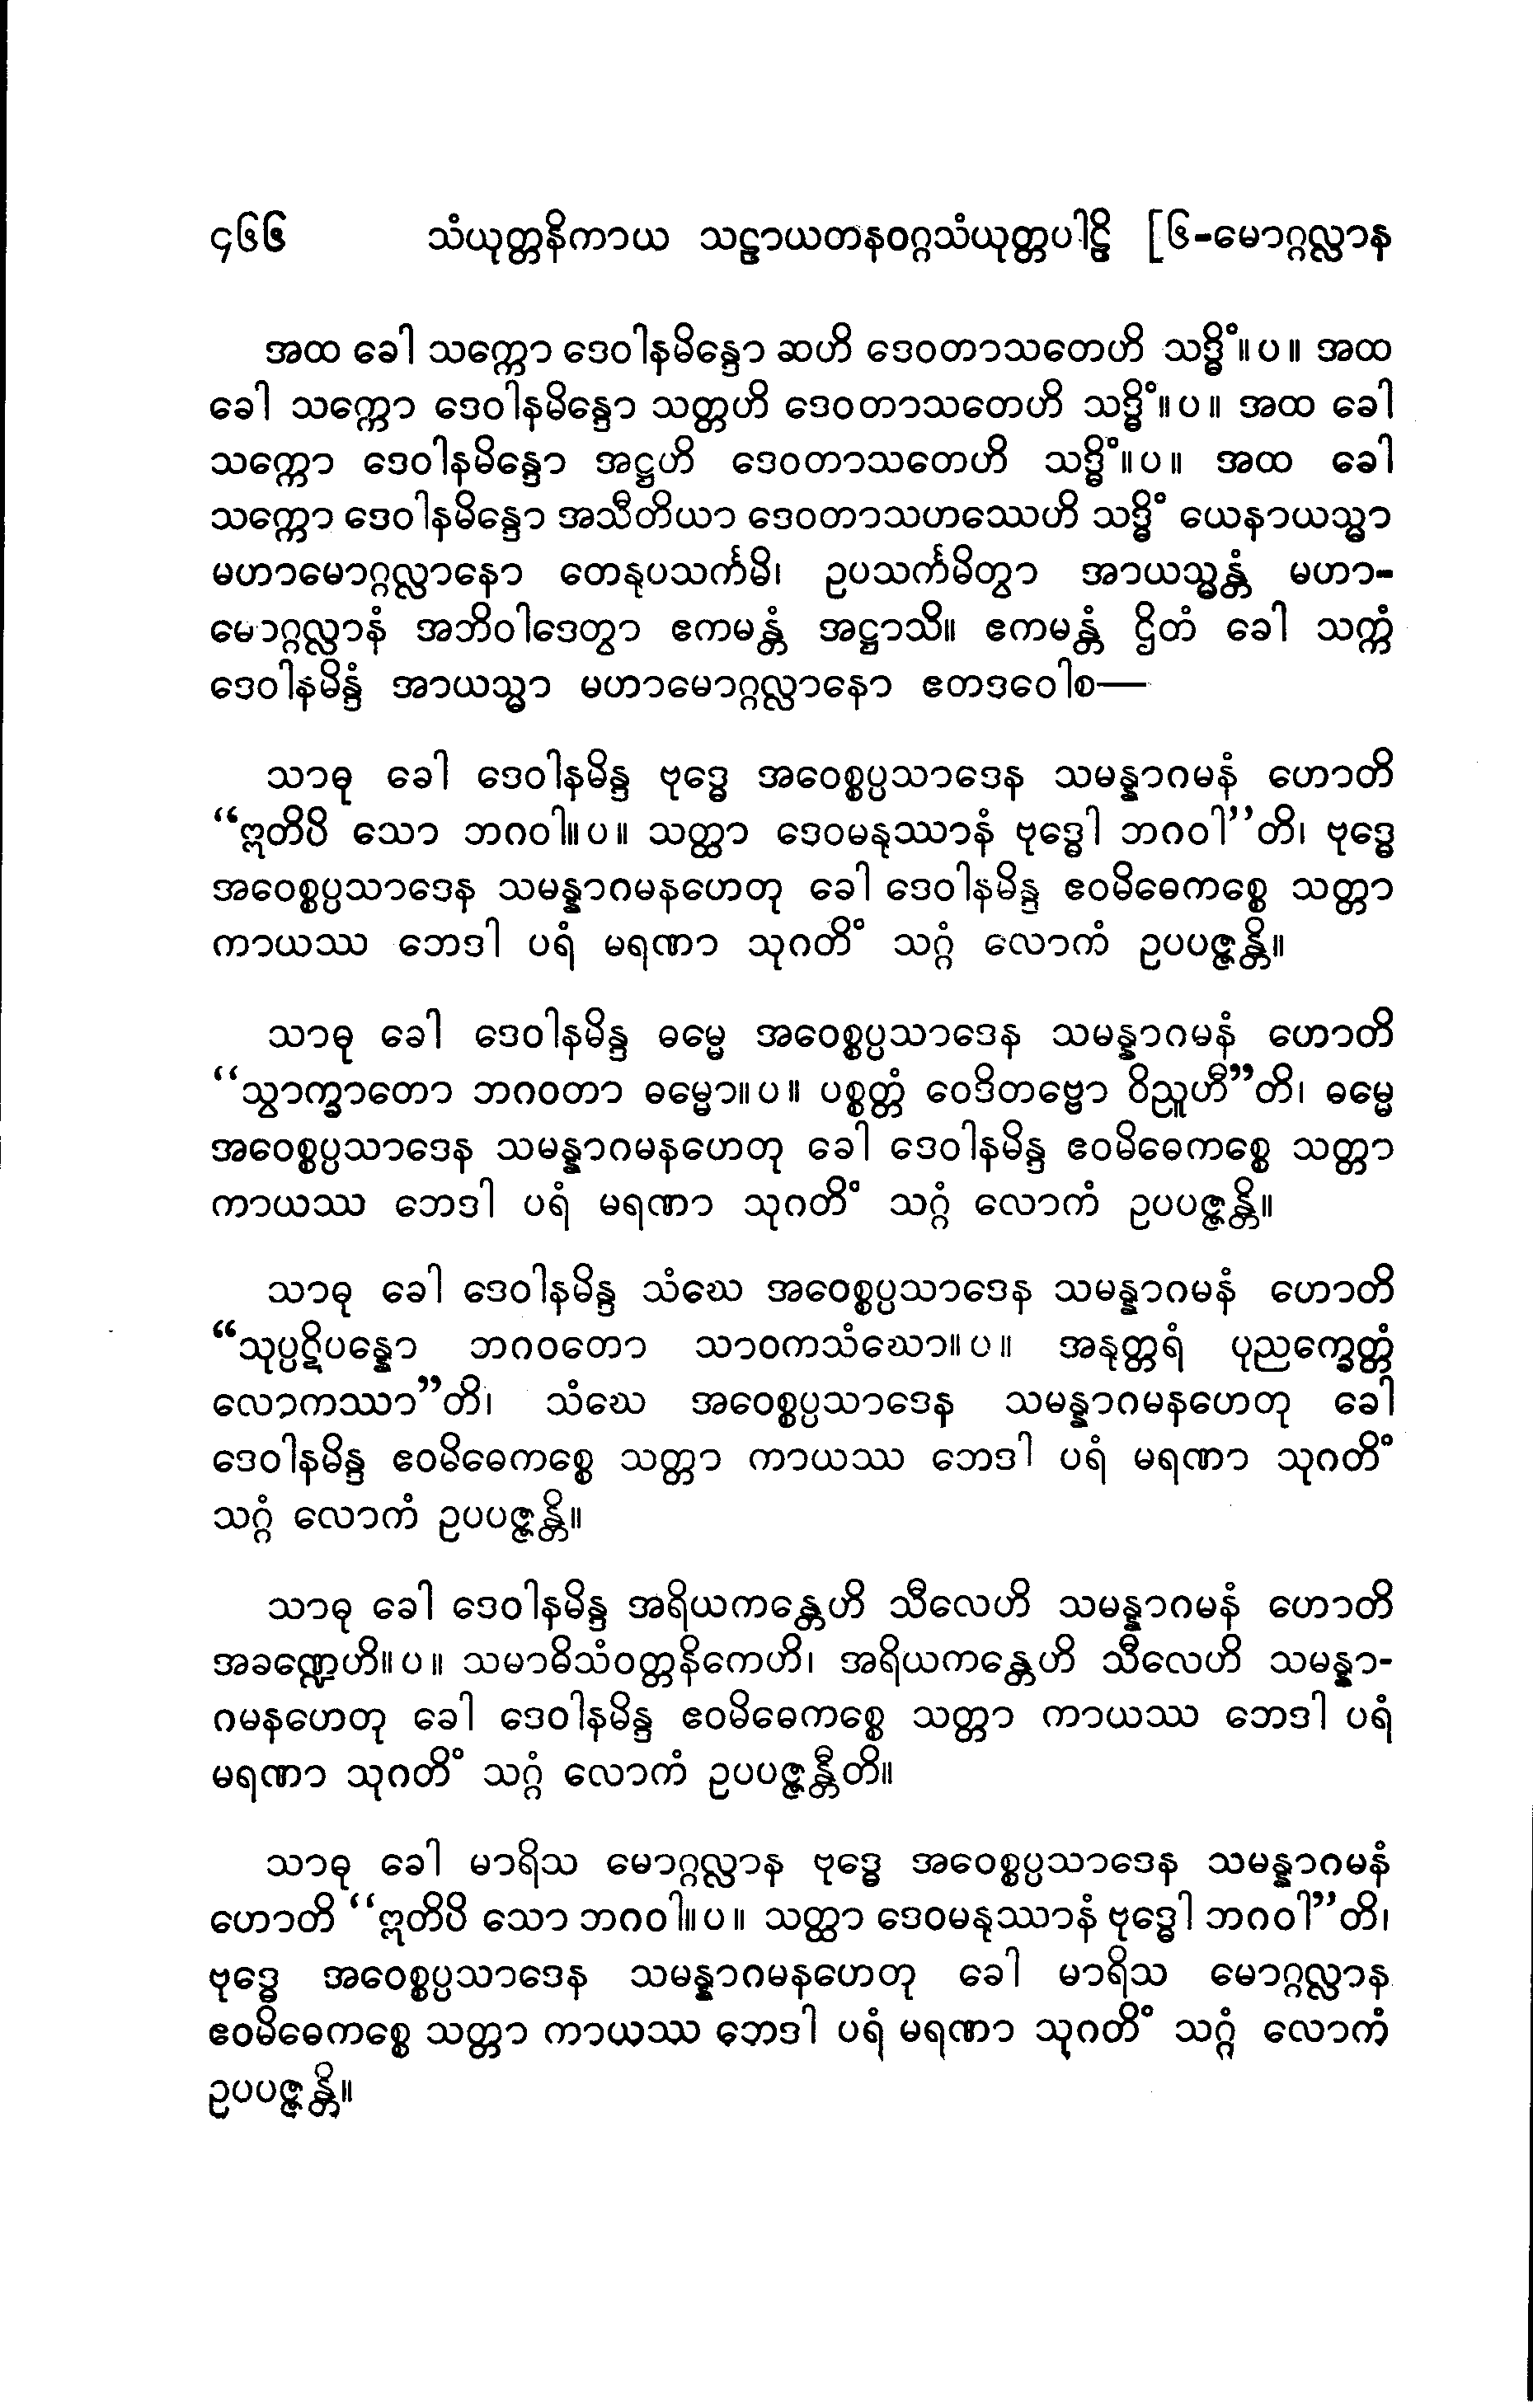 ၄၆၆ သံယုတ္တနိကာယ သဠာယတနဝဂ္ဂသံယုတ္တပါဠိ [၆-မောဂ္ဂလ္လာန
အထ ခေါ သက္ကော ဒေဝါနမိန္ဒော ဆဟိ ဒေဝတာသတေဟိ သဒ္ဓိံ။ပ။ အထ
ခေါ သက္ကော ဒေဝါနမိန္ဒော သတ္တဟိ ဒေဝတာသတေဟိ သဒ္ဓိံ။ပ။ အထ ခေါ
သက္ကော ဒေဝါနမိန္ဒော အဋ္ဌဟိ ဒေဝတာသတေဟိ သဒ္ဓိံ။ပ။ အထ ခေါ
သက္ကော ဒေဝါနမိန္ဒော အသီတိယာ ဒေဝတာသဟဿေဟိ သဒ္ဓိံ ယေနာယသ္မာ
မဟာမောဂ္ဂလ္လာနော တေနုပသင်္ကမိ၊ ဥပသင်္ကမိတွာ အာယသ္မန္တံ မဟာ-
မောဂ္ဂလ္လာနံ အဘိဝါဒေတွာ ဧကမန္တံ အဋ္ဌာသိ။ ဧကမန္တံ ဌိတံ ခေါ သက္ကံ
ဒေဝါနမိန္ဒံ အာယသ္မာ မဟာမောဂ္ဂလ္လာနော ဧတဒဝေါစ—
သာဓု ခေါ ဒေဝါနမိန္ဒ ဗုဒ္ဓေ အဝေစ္စပ္ပသာဒေန သမန္နာဂမနံ ဟောတိ
“ဣတိပိ သော ဘဂဝါ။ပ။ သတ္ထာ ဒေဝမနုဿာနံ ဗုဒ္ဓေါ ဘဂဝါ”တိ၊ ဗုဒ္ဓေ
အဝေစ္စပ္ပသာဒေန သမန္နာဂမနဟေတု ခေါ ဒေဝါနမိန္ဒ ဧဝမိဓေကစ္စေ သတ္တာ
ကာယဿ ဘေဒါ ပရံ မရဏာ သုဂတိံ သဂ္ဂံ လောကံ ဥပပဇ္ဇန္တိ။
သာဓု ခေါ ဒေဝါနမိန္ဒ ဓမ္မေ အဝေစ္စပ္ပသာဒေန သမန္နာဂမနံ ဟောတိ
“သွာက္ခာတော ဘဂဝတာ ဓမ္မော။ပ။ ပစ္စတ္တံ ဝေဒိတဗ္ဗော ဝိညူဟီ”တိ၊ ဓမ္မေ
အဝေစ္စပ္ပသာဒေန သမန္နာဂမနဟေတု ခေါ ဒေဝါနမိန္ဒ ဧဝမိဓေကစ္စေ သတ္တာ
ကာယဿ ဘေဒါ ပရံ မရဏာ သုဂတိံ သဂ္ဂံ လောကံ ဥပပဇ္ဇန္တိ။
သာဓု ခေါ ဒေဝါနမိန္ဒ သံဃေ အဝေစ္စပ္ပသာဒေန သမန္နာဂမနံ ဟောတိ
“သုပ္ပဋိပန္နော ဘဂဝတော သာဝကသံဃော။ပ။ အနုတ္တရံ ပုညက္ခေတ္တံ
လောကဿာ”တိ၊ သံဃေ အဝေစ္စပ္ပသာဒေန သမန္နာဂမနဟေတု ခေါ
ဒေဝါနမိန္ဒ ဧဝမိဓေကစ္စေ သတ္တာ ကာယဿ ဘေဒါ ပရံ မရဏာ သုဂတိံ
သဂ္ဂံ လောကံ ဥပပဇ္ဇန္တိ။
သာဓု ခေါ ဒေဝါနမိန္ဒ အရိယကန္တေဟိ သီလေဟိ သမန္နာဂမနံ ဟောတိ
အခဏ္ဍေဟိ။ပ။ သမာဓိသံဝတ္တနိကေဟိ၊ အရိယကန္တေဟိ သီလေဟိ သမန္နာ-
ဂမနဟေတု ခေါ ဒေဝါနမိန္ဒ ဧဝမိဓေကစ္စေ သတ္တာ ကာယဿ ဘေဒါ ပရံ
မရဏာ သုဂတိံ သဂ္ဂံ လောကံ ဥပပဇ္ဇန္တီတိ။
သာဓု ခေါ မာရိသ မောဂ္ဂလ္လာန ဗုဒ္ဓေ အဝေစ္စပ္ပသာဒေန သမန္နာဂမနံ
ဟောတိ “ဣတိပိ သော ဘဂဝါ။ပ။ သတ္ထာ ဒေဝမနုဿာနံ ဗုဒ္ဓေါ ဘဂဝါ”တိ၊
ဗုဒ္ဓေ အဝေစ္စပ္ပသာဒေန သမန္နာဂမနဟေတု ခေါ မာရိသ မောဂ္ဂလ္လာန
ဧဝမိဓေကစ္စေ သတ္တာ ကာယဿ ဘေဒါ ပရံ မရဏာ သုဂတိံ သဂ္ဂံ လောကံ
ဥပပဇ္ဇန္တိ။